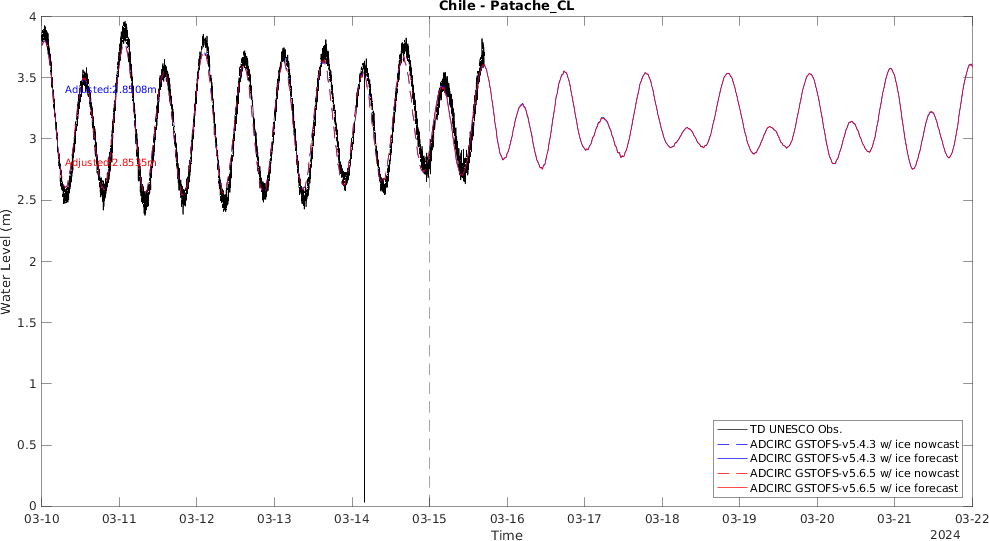 Chile - Patache_CL
4
3.5
3
2.5
2
1.5
1
0.5
0
Water Level (m)
Adjusted:2.8508m
Adjusted:2.8515m
TD UNESCO Obs.
ADCIRC GSTOFS-v5.4.3 w/ ice nowcast
ADCIRC GSTOFS-v5.4.3 w/ ice forecast
ADCIRC GSTOFS-v5.6.5 w/ ice nowcast
ADCIRC GSTOFS-v5.6.5 w/ ice forecast
03-10 03-11 03-12 03-13 03-14 03-15 03-16 03-17 03-18 03-19 03-20 03-21 03-22
Time
2024